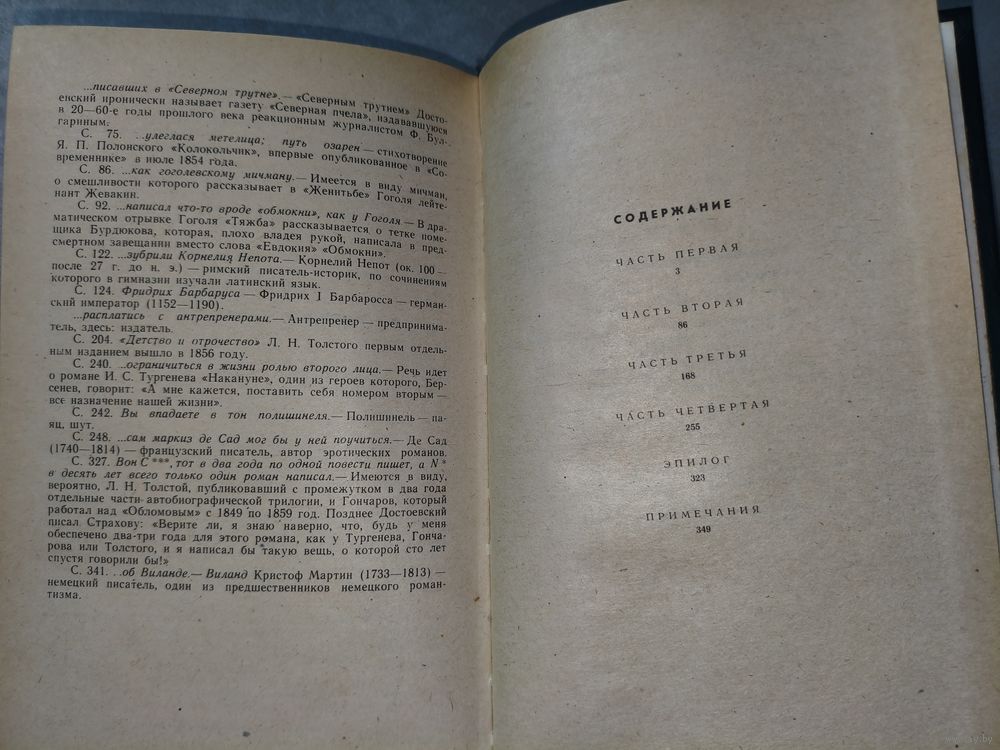 ...писавших в «Северном трутне».— «Северным трутнем» Досто-
евский иронически называет газету «Северная пчела», издававшуюся
в 20—60-е годы прошлого века реакционным журналистом Ф. Бул-
гариным.
С. 75. ...улеглася метелица; путь озарен — стихотворение
Я. П. Полонского «Колокольчик», впервые опубликованное в «Со-
временнике» в июле 1854 года.
С. 86. ...как гоголевскому мичману.— Имеется в виду мичман,
о смешливости которого рассказывает в «Женитьбе» Гоголя лейте-
нант Жевакин.
С. 92. ...написал что-то вроде «обмокни», как у Гоголя.— В дра-
матическом отрывке Гоголя «Тяжба» рассказывается о тетке поме-
щика Бурдюкова, которая, плохо владея рукой, написала в пред-
смертном завещании вместо слова «Евдокия» «Обмокни».
С. 122. ...зубрили Корнелия Непота.— Корнелий Непот (ок. 100—
после 27 г. до н. э.) — римский писатель-историк, по сочинениям
которого в гимназии изучали латинский язык.
С. 124. Фридрих Барбаруса — Фридрих I Барбаросса — герман-
ский император (1152—1190).
...расплатись с антрепренерами.— Антрепренер — предпринима-
тель, здесь: издатель.
С. 204. «Детство и отрочество» Л. Н. Толстого первым отдель-
ным изданием вышло в 1856 году.
С. 240. ...ограничиться в жизни ролью второго лица.— Речь идет
о романе И. С. Тургенева «Накануне», один из героев которого, Бер-
сенев, говорит: «А мне кажется, поставить себя номером вторым —
все назначение нашей жизни».
С. 242. Вы впадаете в тон полишинеля.— Полишинель — па-
яц, шут.
С. 248. ...сам маркиз де Сад мог бы у ней поучиться.— Де Сад
(1740—1814) — французский писатель, автор эротических романов.
С. 327. Вон С***, тот в два года по одной повести пишет, а N*
в десять лет всего только один роман написал.— Имеются в виду,
вероятно, Л. Н. Толстой, публиковавший с промежутком в два года
отдельные части автобиографической трилогии, и Гончаров, который
работал над «Обломовым» с 1849 по 1859 год. Позднее Достоевский
писал Страхову: «Верите ли, я знаю наверно, что, будь у меня
обеспечено два-три года для этого романа, как у Тургенева, Гонча-
рова или Толстого, и я написал бы такую вещь, о которой сто лет
спустя говорили бы!»
С. 341. ...об Виланде.— Виланд Кристоф Мартин (1733—1813) —
немецкий писатель, один из предшественников немецкого роман-
тизма.
СОДЕРЖАНИЕ
ЧАСТЬ ПЕРВАЯ
3
ЧАСТЬ ВТОРАЯ
86
ЧАСТЬ ТРЕТЬЯ
168
ЧАСТЬ ЧЕТВЕРТАЯ
255
ЭПИЛОГ
323
ПРИМЕЧАНИЯ
349